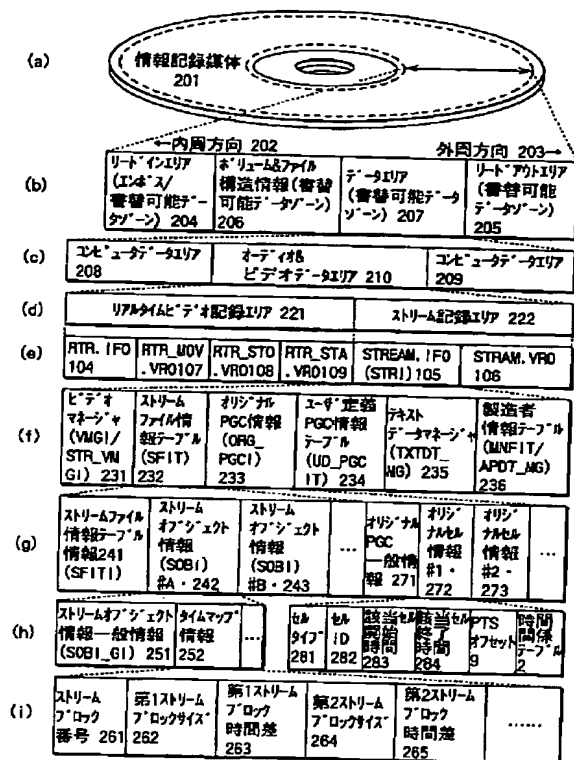 (a)
情報記録媒体
201
←内周方向 202
外周方向 203→
(b)
リードインエリア
(エンボス/
書替可能デー
タゾーン) 204
ボリューム&ファイル
構造情報(書替
可能データゾーン)
206
データエリア
(書替可能データ
ゾーン) 207
リードアウトエリア
(書替可能
データゾーン)
205
(c)
コンピュータデータエリア
208
オーディオ&
ビデオデータエリア 210
コンピュータデータエリア
209
(d)
リアルタイムビデオ記録エリア 221
ストリーム記録エリア 222
(e)
RTR.IFO
104
RTR_MOV
.VRO107
RTR_STO
.VRO108
RTR_STA
.VRO109
STREAM.IFO
(STRI)105
STRAM.VRO
106
(f)
ビデオ
マネージャ
(VMGI/
STR_VM
GI) 231
ストリーム
ファイル情
報テーブル
(SFIT)
232
オリジナル
PGC情報
(ORG_
PGCI)
233
ユーザ定義
PGC情報
テーブル
(UD_PGC
IT) 234
テキスト
データマネージャ
(TXTDT_
MG) 235
製造者
情報テーブル
(MNFIT/
APDT_MG)
236
(g)
ストリームファイル
情報テーブル
情報241
(SFITI)
ストリーム
オブジェクト
情報
(SOBI)
#A・242
ストリーム
オブジェクト
情報
(SOBI)
#B・243
…
オリジナル
PGC
一般情
報 271
オリジ
ナルセル
情報
#1・
272
オリジ
ナルセル
情報
#2・
273
…
(h)
ストリームオブジェクト
情報一般情報
(SOBI_GI) 251
タイムマップ
情報
252
…
セル
タイプ
281
セル
ID
282
該当セル
開始
時間
283
該当セル
終了
時間
284
PTS
オフセット
9
時間
関係
テーブル
2
(i)
ストリーム
ブロック
番号 261
第1ストリーム
ブロックサイズ
262
第1ストリーム
ブロック
時間差
263
第2ストリーム
ブロックサイズ
264
第2ストリーム
ブロック
時間差
265
……